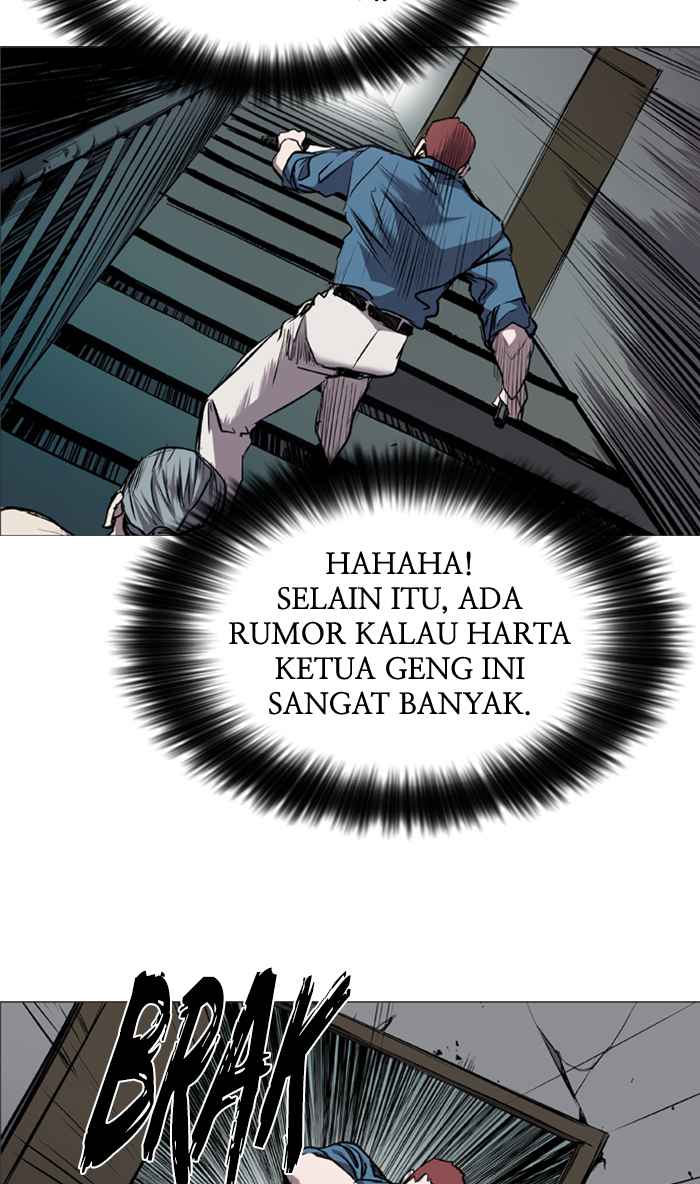 HAHAHA!
SELAIN ITU, ADA
RUMOR KALAU HARTA
KETUA GENG INI
SANGAT BANYAK.
BRAK